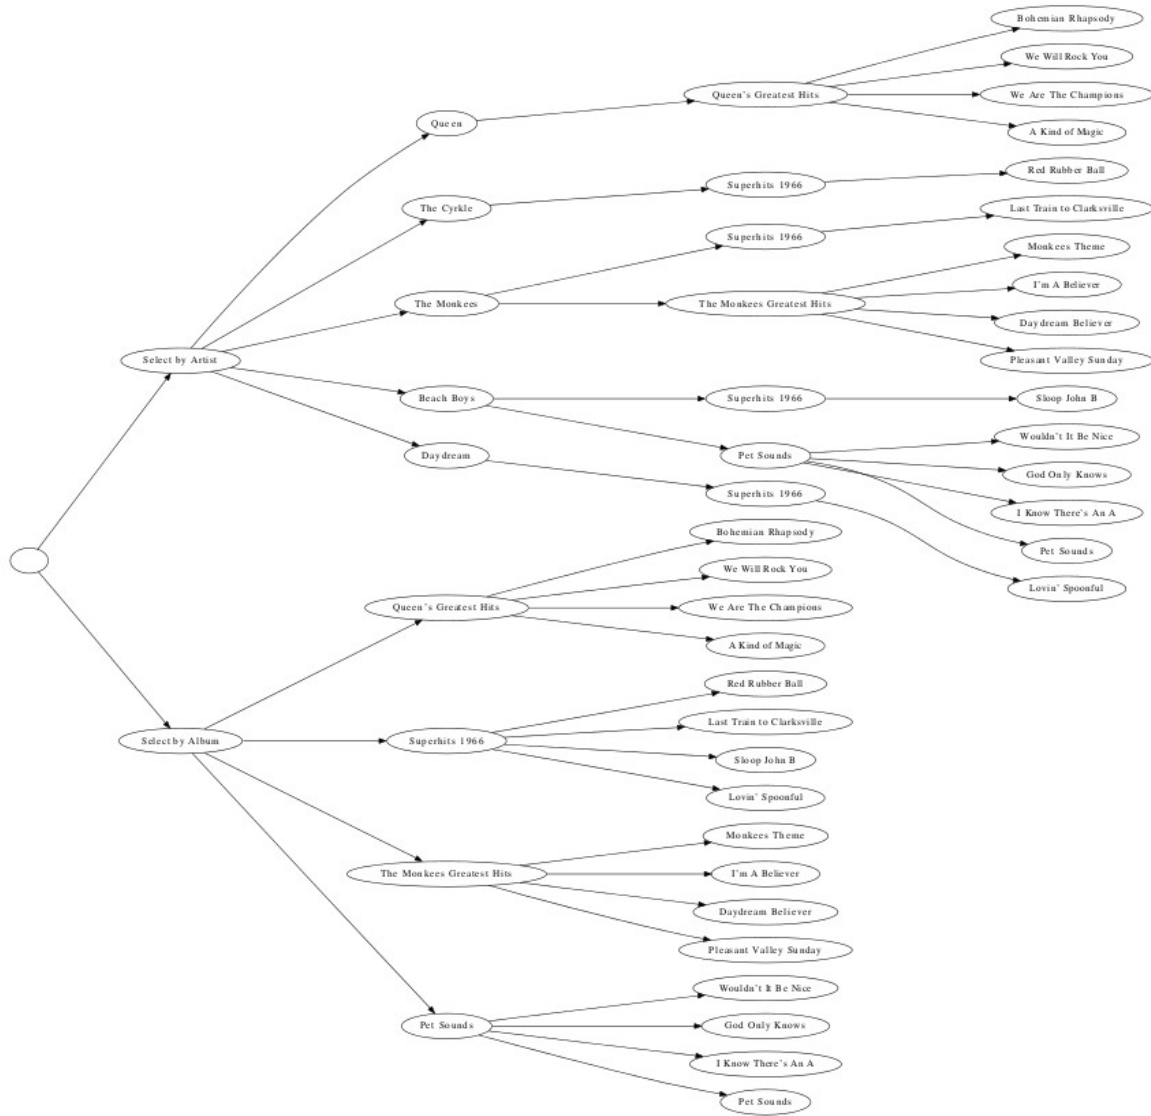 Bohemian Rhapsody
We Will Rock You
Queen's Greatest Hits
We Are The Champions
Queen
A Kind of Magic
Red Rubber Ball
Superhits 1966
The Cyrkle
Last Train to Clarksville
Superhits 1966
Monkees Theme
I'm A Believer
The Monkees
The Monkees Greatest Hits
Daydream Believer
Select by Artist
Pleasant Valley Sunday
Beach Boys
Superhits 1966
Sloop John B
Wouldn't It Be Nice
Daydream
Pet Sounds
God Only Knows
Superhits 1966
I Know There's An A
Bohemian Rhapsody
Pet Sounds
We Will Rock You
Lovin' Spoonful
Queen's Greatest Hits
We Are The Champions
A Kind of Magic
Red Rubber Ball
Last Train to Clarksville
Select by Album
Superhits 1966
Sloop John B
Lovin' Spoonful
Monkees Theme
The Monkees Greatest Hits
I'm A Believer
Daydream Believer
Pleasant Valley Sunday
Wouldn't It Be Nice
Pet Sounds
God Only Knows
I Know There's An A
Pet Sounds